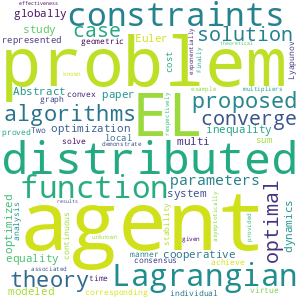 effectiveness
globally
constraints
study
case
solution
represented
Euler
geometric
exponentially
Lyapunov
theoretical
problem
Abstract
paper
cost
Finally
respectively
graph
convex
multipliers
algorithms
EL
proposed
Two
optimization
local
example
proved
solve
demonstrate
converge
inequality
multi
sum
distributed
function
parameters
optimal
dynamics
optimized
analysis
continuous
unknown
system
stability
asymptotically
provided
known
agent
equality
cooperative
consensus
achieve
results
given
theory
Lagrangian
time
manner
virtue
modeled
corresponding
individual
associated